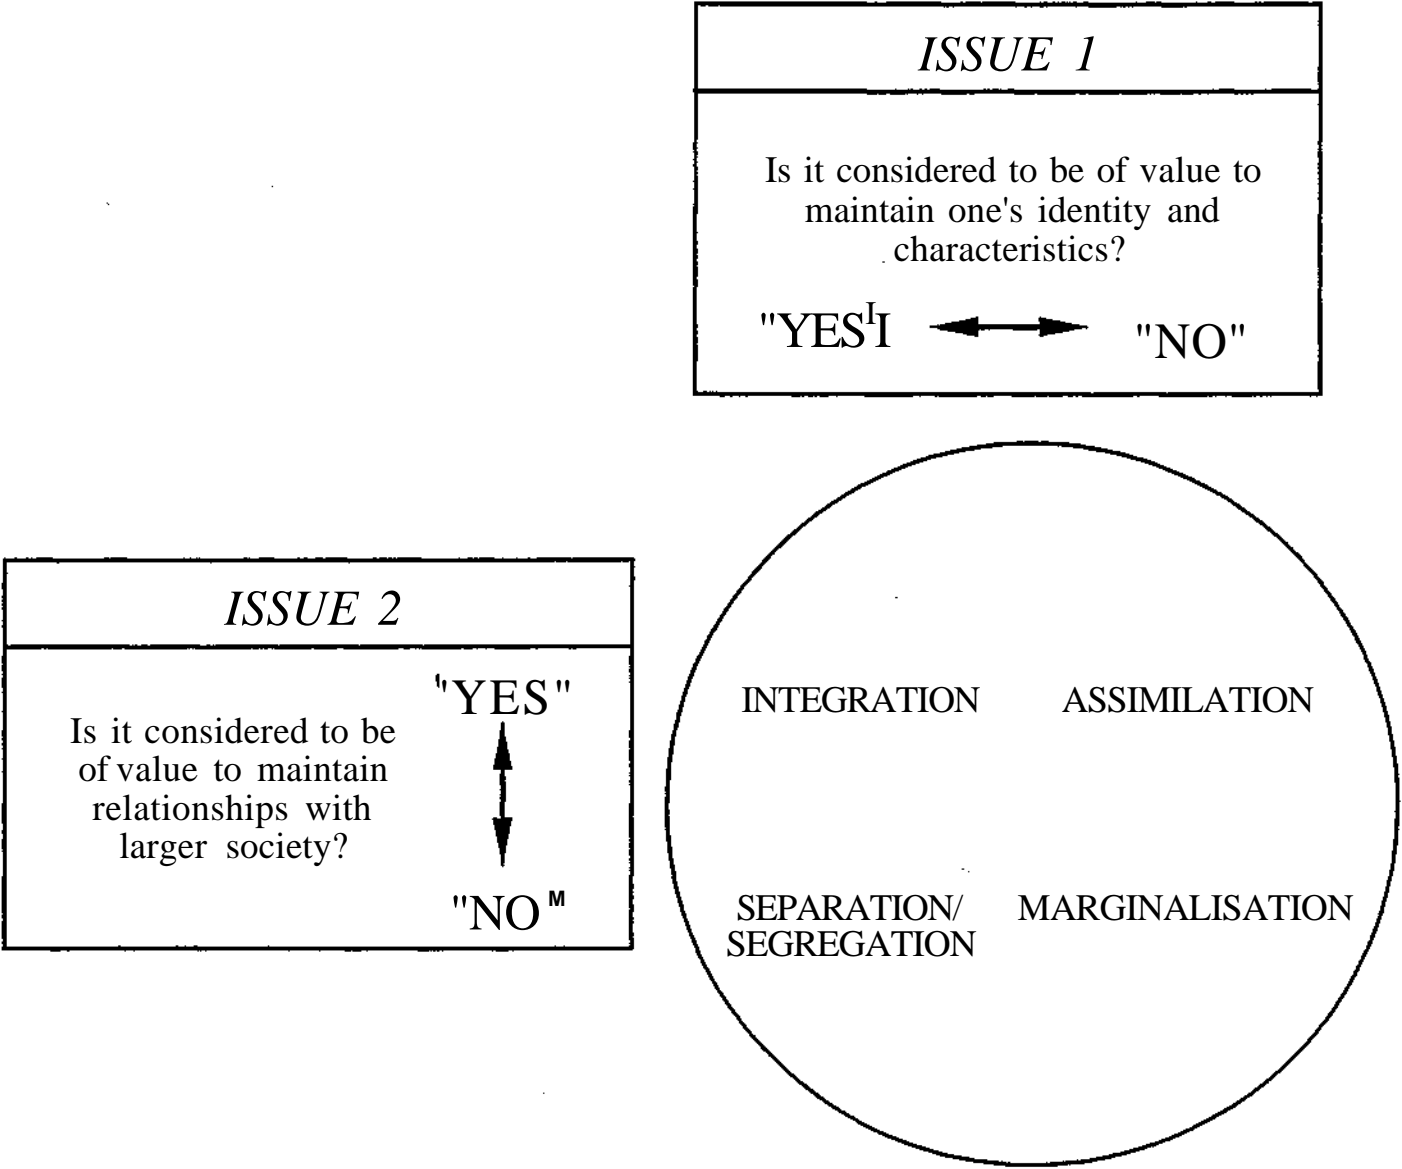 ISSUE 1
Is it considered to be of value to
maintain one's identity and
characteristics?
"YESII "NO"
ISSUE 2
"YES"
Is it considered to be
of value to maintain
relationships with
larger society?
"NO M
INTEGRATION ASSIMILATION
SEPARATION/ MARGINALISATION
SEGREGATION